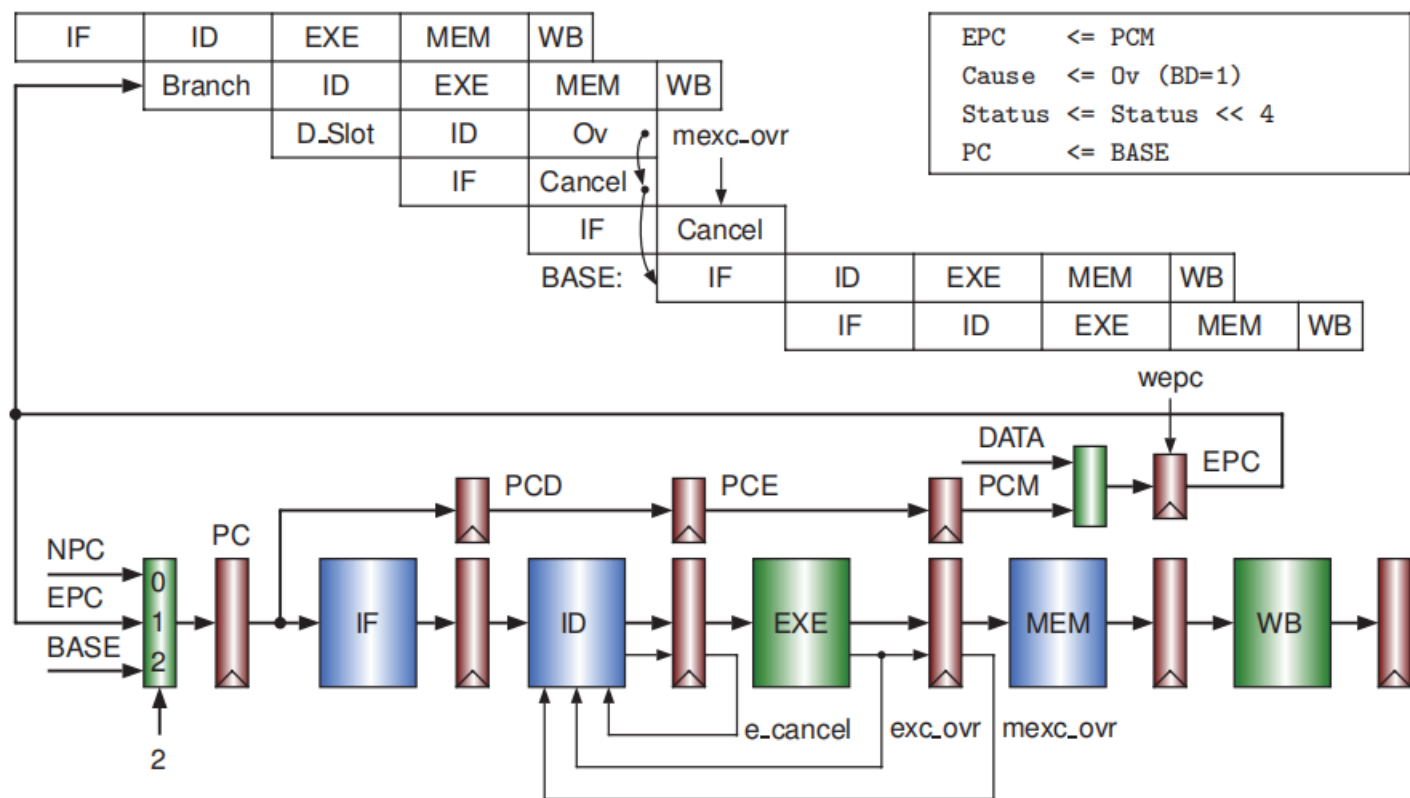 IF ID EXE MEM WB
Branch ID EXE MEM WB
D_Slot ID Ov mexc_ovr
IF Cancel
IF Cancel
BASE: IF ID EXE MEM WB
IF ID EXE MEM WB
EPC <= PCM
Cause <= Ov (BD=1)
Status <= Status << 4
PC <= BASE
wepc
DATA
EPC
PCD PCE PCM
NPC PC
0
EPC
1 IF ID EXE MEM WB
BASE 2
e_cancel exc_ovr mexc_ovr
2